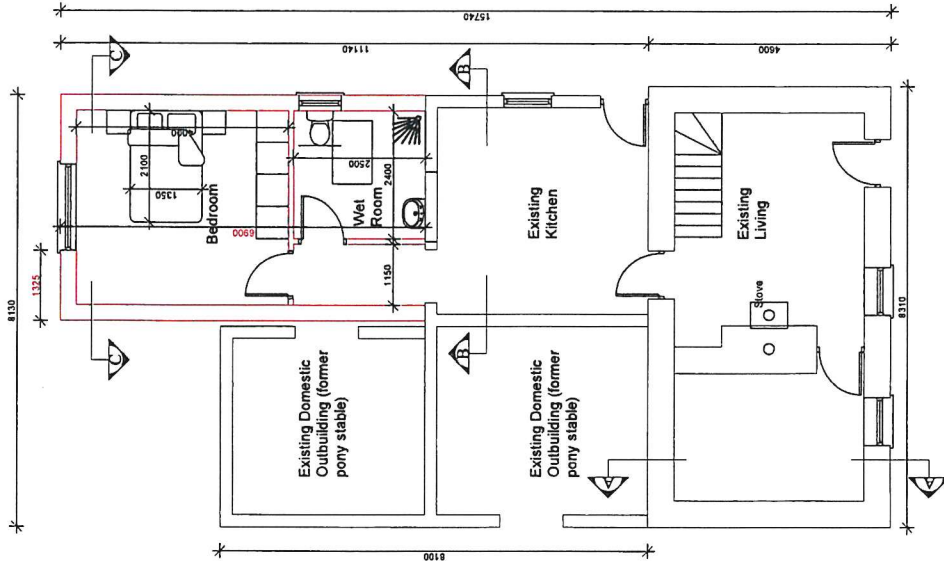 15740
11140
4600
8130
C
C
B
B
A
A
1325
6900
2100
1350
Bedroom
2500
2400
Wet
Room
1150
Existing
Kitchen
Existing
Living
Stove
8310
Existing Domestic
Outbuilding (former
pony stable)
Existing Domestic
Outbuilding (former
pony stable)
8100